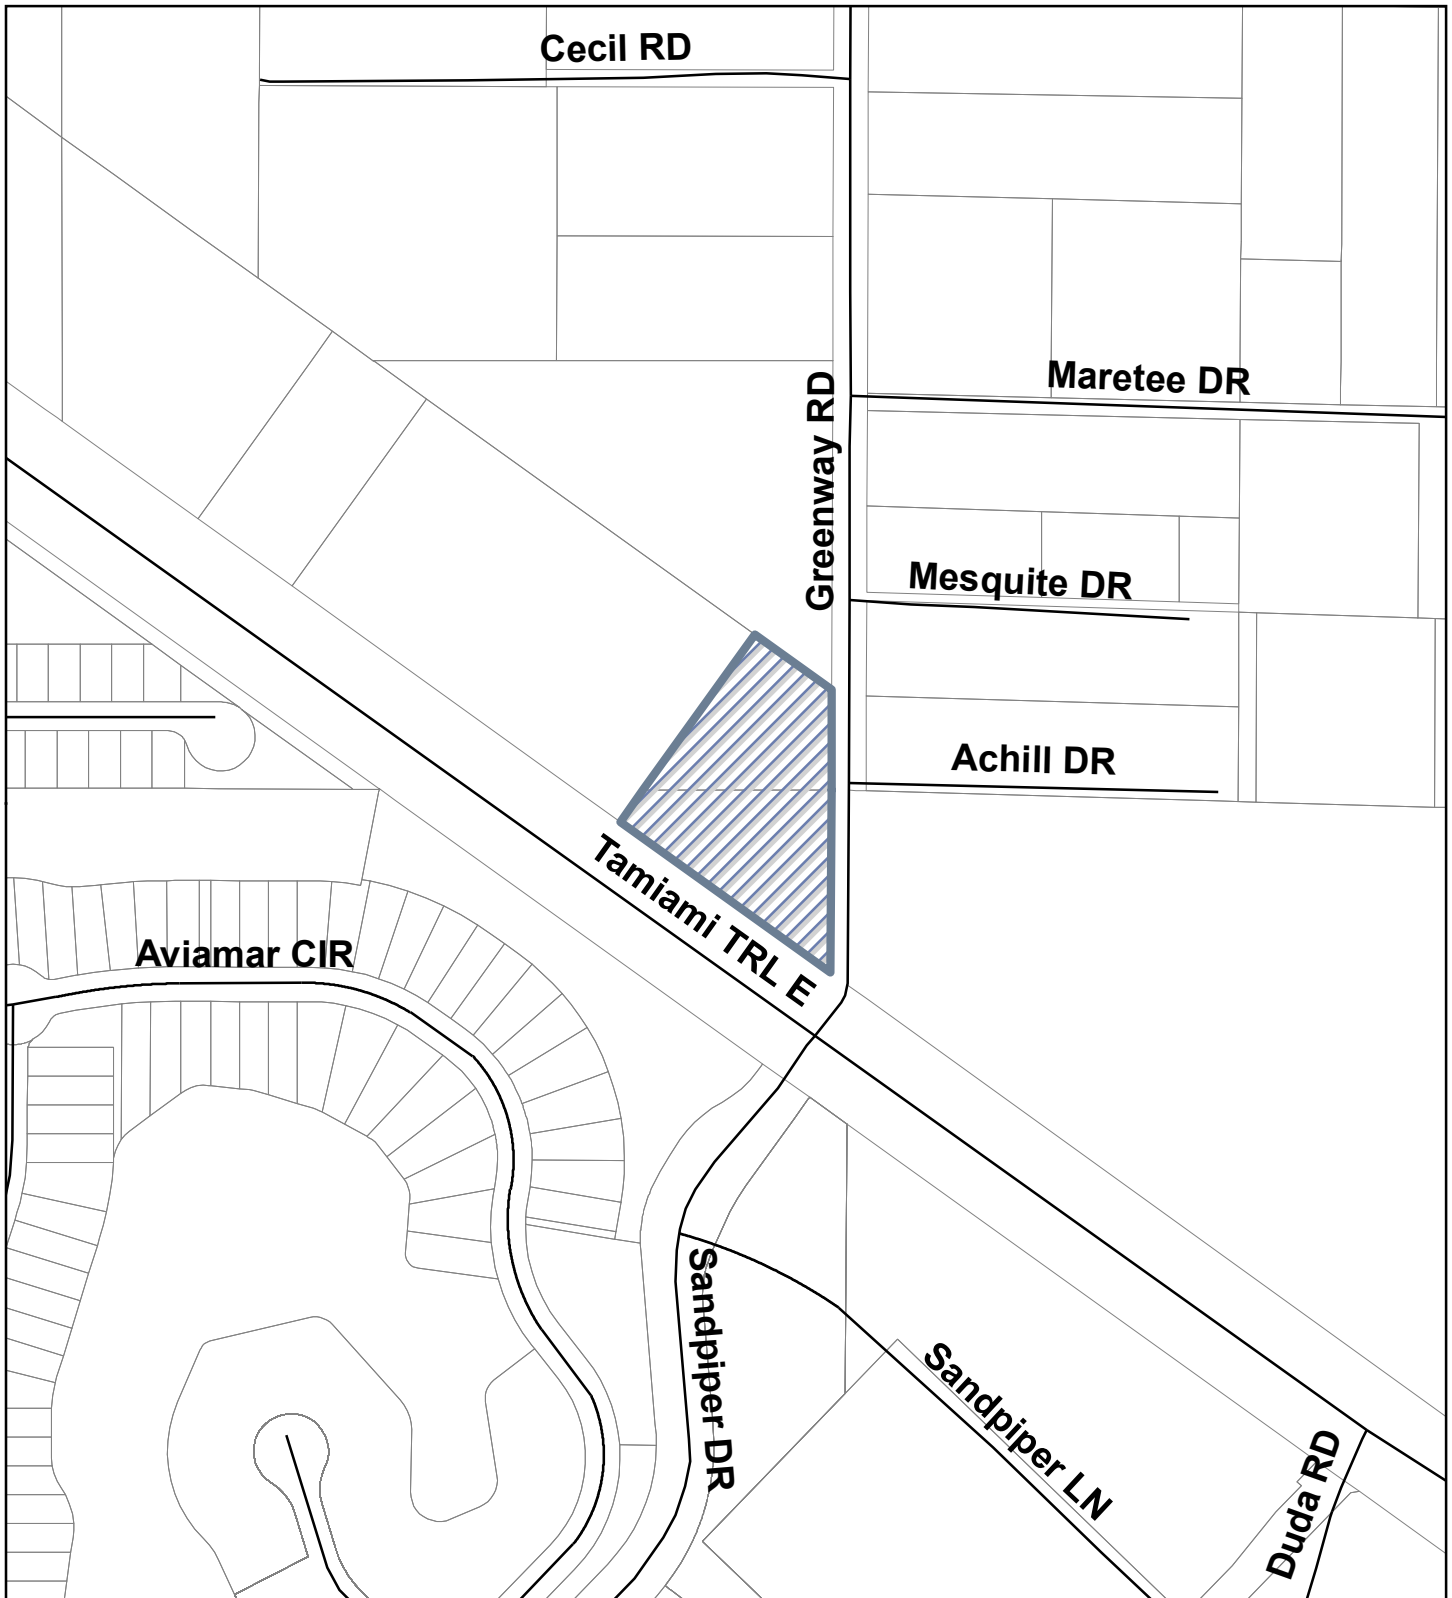 Cecil RD
Maretee DR
Greenway RD
Mesquite DR
Achill DR
Tamiami TRL E
Aviamar CIR
Sandpiper DR
Sandpiper LN
Duda RD